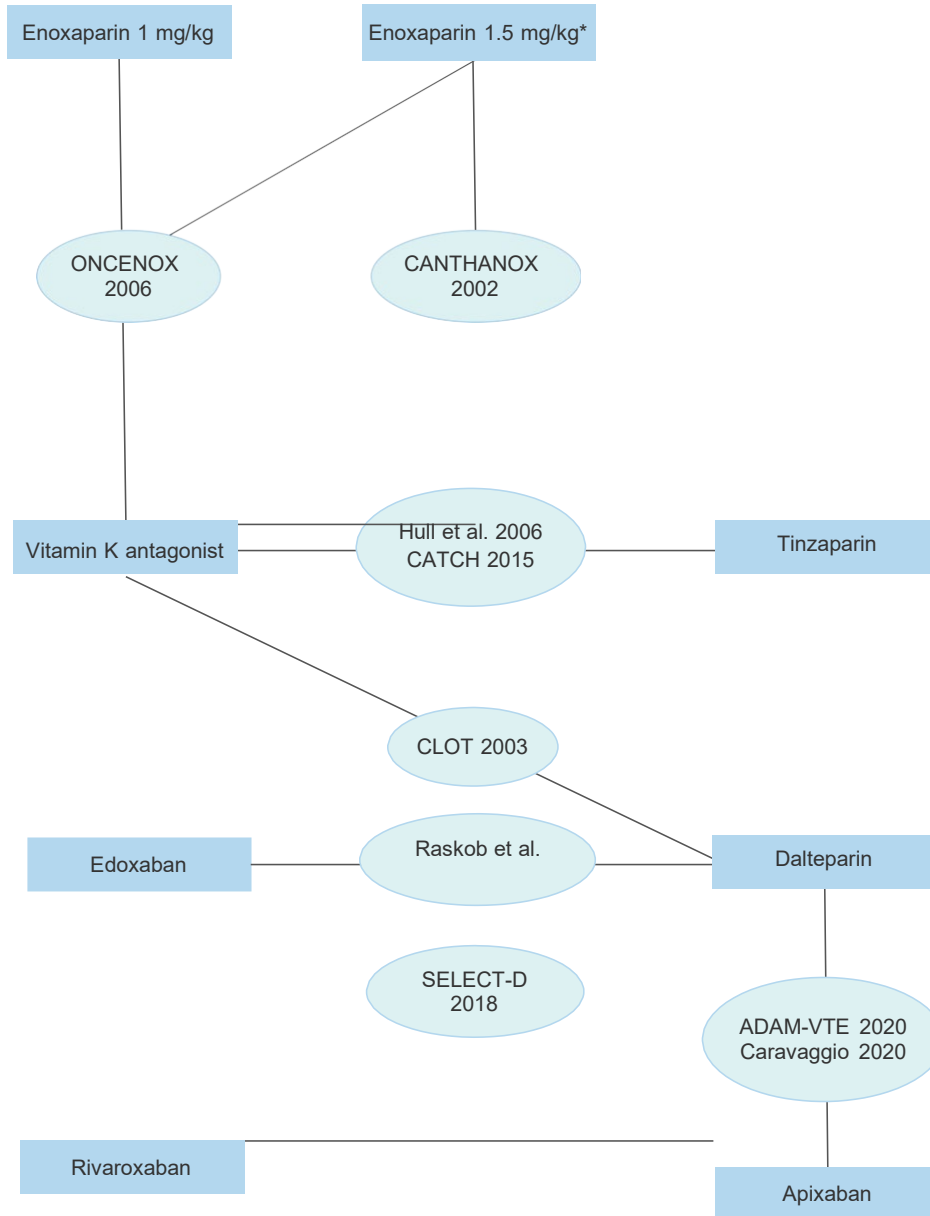 Enoxaparin 1 mg/kg
Enoxaparin 1.5 mg/kg*
ONCENOX
2006
CANTHANOX
2002
Vitamin K antagonist
Hull et al. 2006
CATCH 2015
Tinzaparin
CLOT 2003
Edoxaban
Raskob et al.
Dalteparin
SELECT-D
2018
ADAM-VTE 2020
Caravaggio 2020
Rivaroxaban
Apixaban